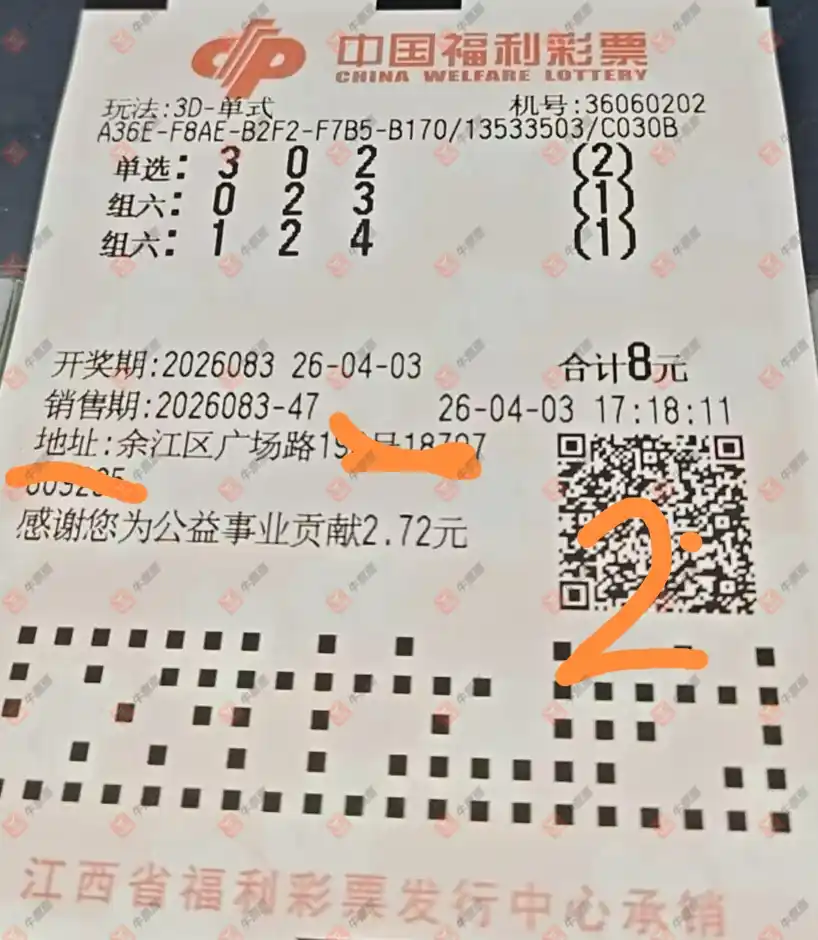 中国福利彩票
CHINA WELFARE LOTTERY
玩法:3D-单式 机号:36060202
A36E-F8AE-B2F2-F7B5-B170/13533503/C030B
单选: 3 0 2 (2)
组六: 0 2 3 (1)
组六: 1 2 4 (1)
开奖期:2026083 26-04-03 合计8元
销售期:2026083-47 26-04-03 17:18:11
地址:余江区广场路
感谢您为公益事业贡献2.72元
2.
江西省福利彩票发行中心承销